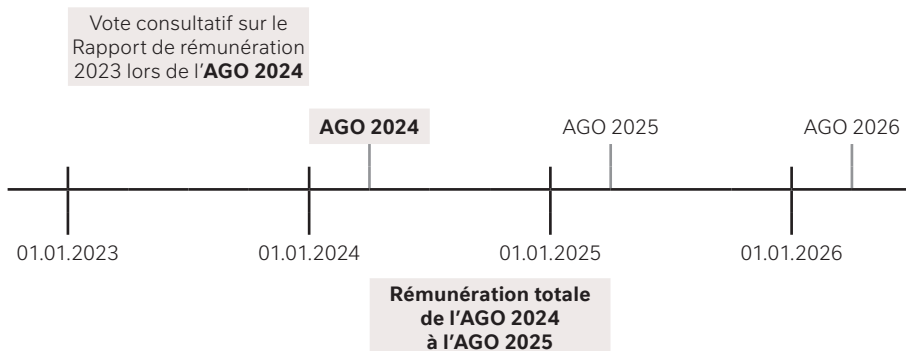 Vote consultatif sur le
Rapport de rémunération
2023 lors de l’AGO 2024
AGO 2024
AGO 2025
AGO 2026
01.01.2023
01.01.2024
01.01.2025
01.01.2026
Rémunération totale
de l’AGO 2024
à l’AGO 2025